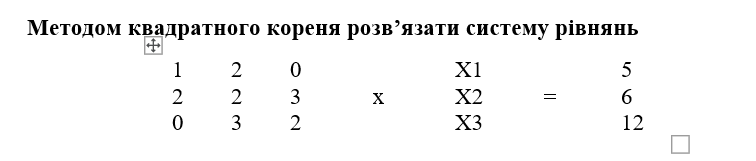 Методом квадратного кореня розв’язати систему рівнянь
1 2 0 X1 5
2 2 3 x X2 = 6
0 3 2 X3 12